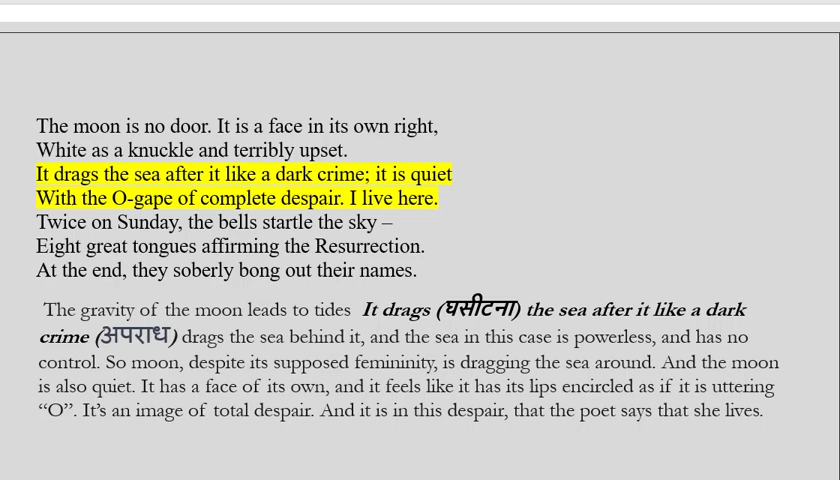 The moon is no door. It is a face in its own right,
White as a knuckle and terribly upset.
It drags the sea after it like a dark crime; it is quiet
With the O-gape of complete despair. I live here.
Twice on Sunday, the bells startle the sky –
Eight great tongues affirming the Resurrection.
At the end, they soberly bong out their names.
The gravity of the moon leads to tides It drags (घसीटना) the sea after it like a dark
crime (अपराध) drags the sea behind it, and the sea in this case is powerless, and has no
control. So moon, despite its supposed femininity, is dragging the sea around. And the moon
is also quiet. It has a face of its own, and it feels like it has its lips encircled as if it is uttering
“O”. It’s an image of total despair. And it is in this despair, that the poet says that she lives.